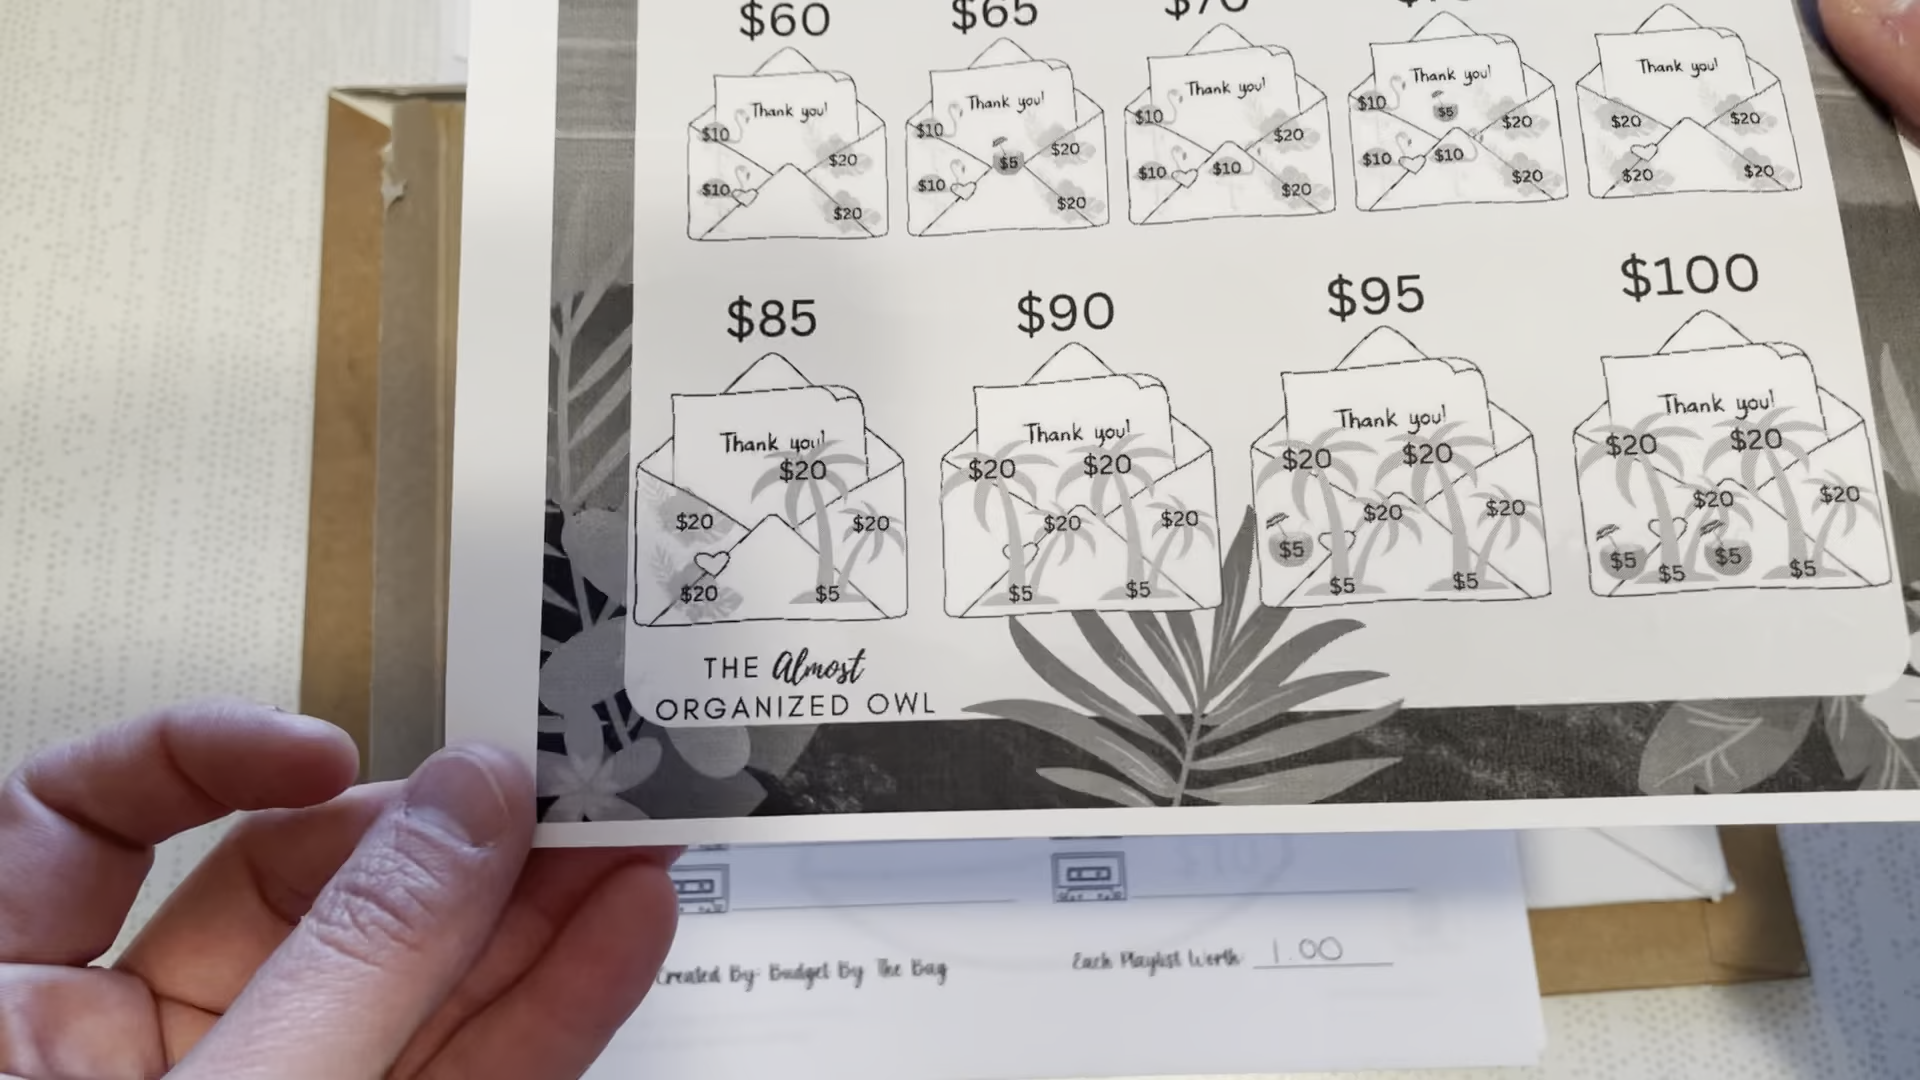 $60 $65 $70
Thank you! Thank you! Thank you! Thank you! Thank you!
$10 $10 $10 $10 $5 $20 $20 $20
$20 $5 $20 $10 $20 $10 $20
$10 $10 $10 $10 $20 $20 $20
$20 $20 $20
$85 $90 $95 $100
Thank you! Thank you! Thank you! Thank you!
$20 $20 $20 $20 $20 $20 $20
$20 $20 $20 $20 $20 $20 $20 $20
$20 $5 $5 $5 $5 $5 $5 $5 $5 $5 $5
THE Almost
ORGANIZED OWL
Created By: Budget By The Bag Each Playlist Worth 1.00